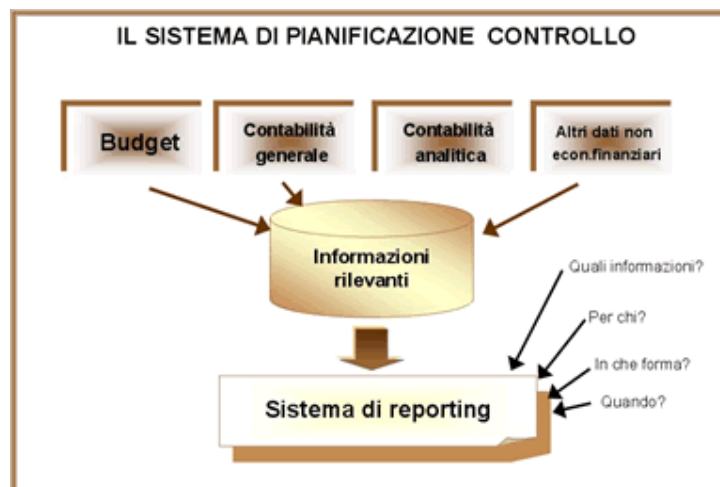 IL SISTEMA DI PIANIFICAZIONE CONTROLLO
Budget
Contabilità
generale
Contabilità
analitica
Altri dati non
econ.finanziari
Informazioni
rilevanti
Quali informazioni?
Per chi?
In che forma?
Quando?
Sistema di reporting